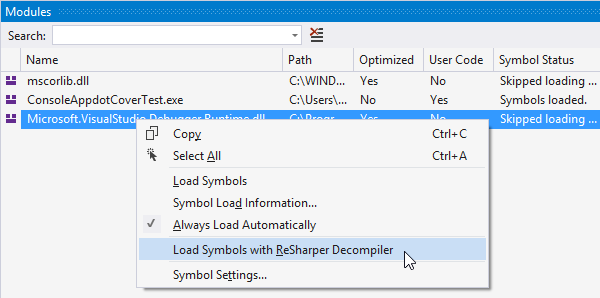 Modules
Search:
Name Path Optimized User Code Symbol Status
mscorlib.dll C:\WIND... Yes No Skipped loading ...
ConsoleAppdotCoverTest.exe C:\Users\... No Yes Symbols loaded.
Microsoft.VisualStudio.Debugger.Runtime.dll C:\Progr... Yes No Skipped loading ...
Copy Ctrl+C
Select All Ctrl+A
Load Symbols
Symbol Load Information...
Always Load Automatically
Load Symbols with ReSharper Decompiler
Symbol Settings...